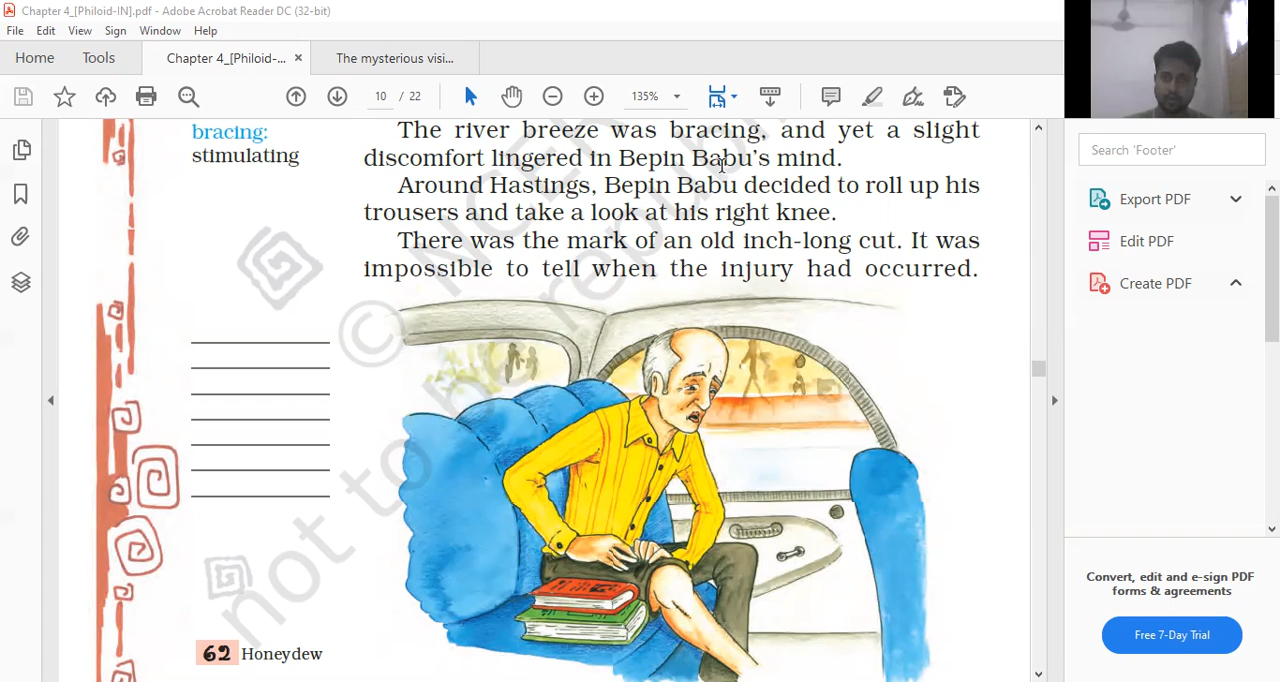 Chapter 4_[Philoid-IN].pdf - Adobe Acrobat Reader DC (32-bit)
File Edit View Sign Window Help
Home Tools Chapter 4_[Philoid-... × The mysterious visi...
10 / 22 135%
bracing:
stimulating
The river breeze was bracing, and yet a slight
discomfort lingered in Bepin Babu's mind.
Around Hastings, Bepin Babu decided to roll up his
trousers and take a look at his right knee.
There was the mark of an old inch-long cut. It was
impossible to tell when the injury had occurred.
© NCERT
not to be republished
62 Honeydew
Search 'Footer'
Export PDF
Edit PDF
Create PDF
Convert, edit and e-sign PDF
forms & agreements
Free 7-Day Trial